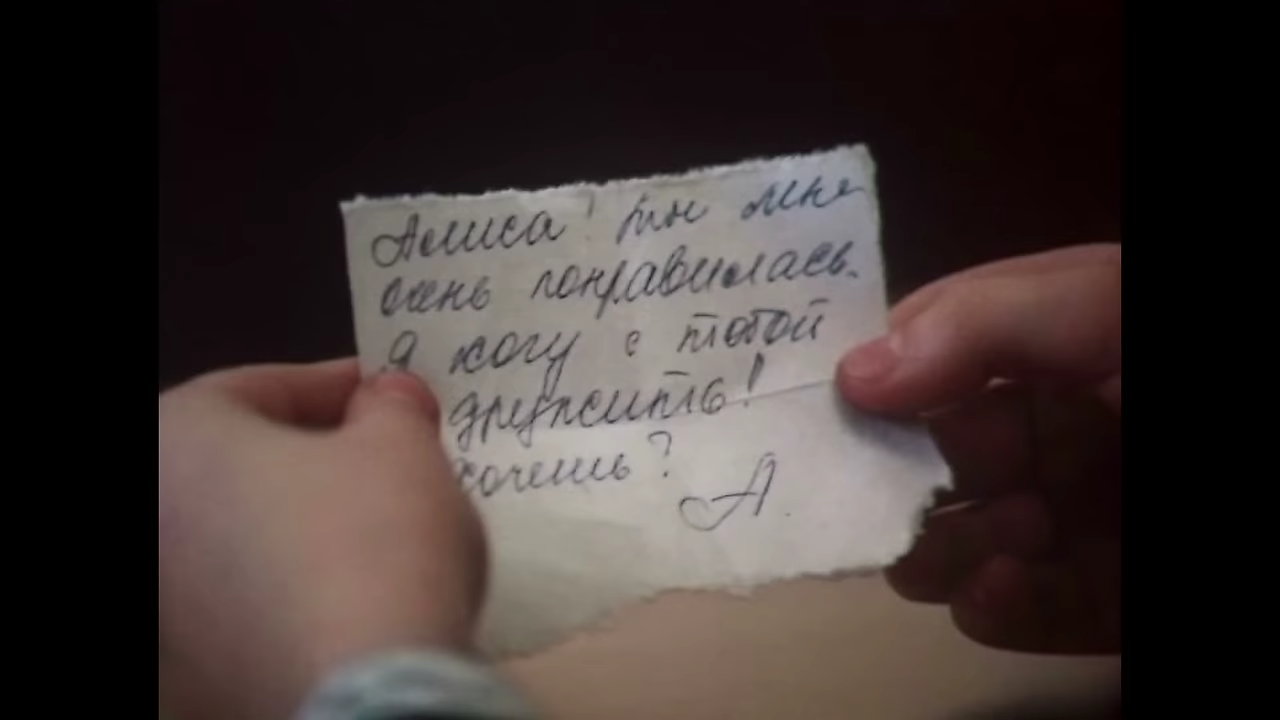 Алиса! ты мне
очень понравилась.
Я хочу с тобой
дружить!
хочешь?
А.